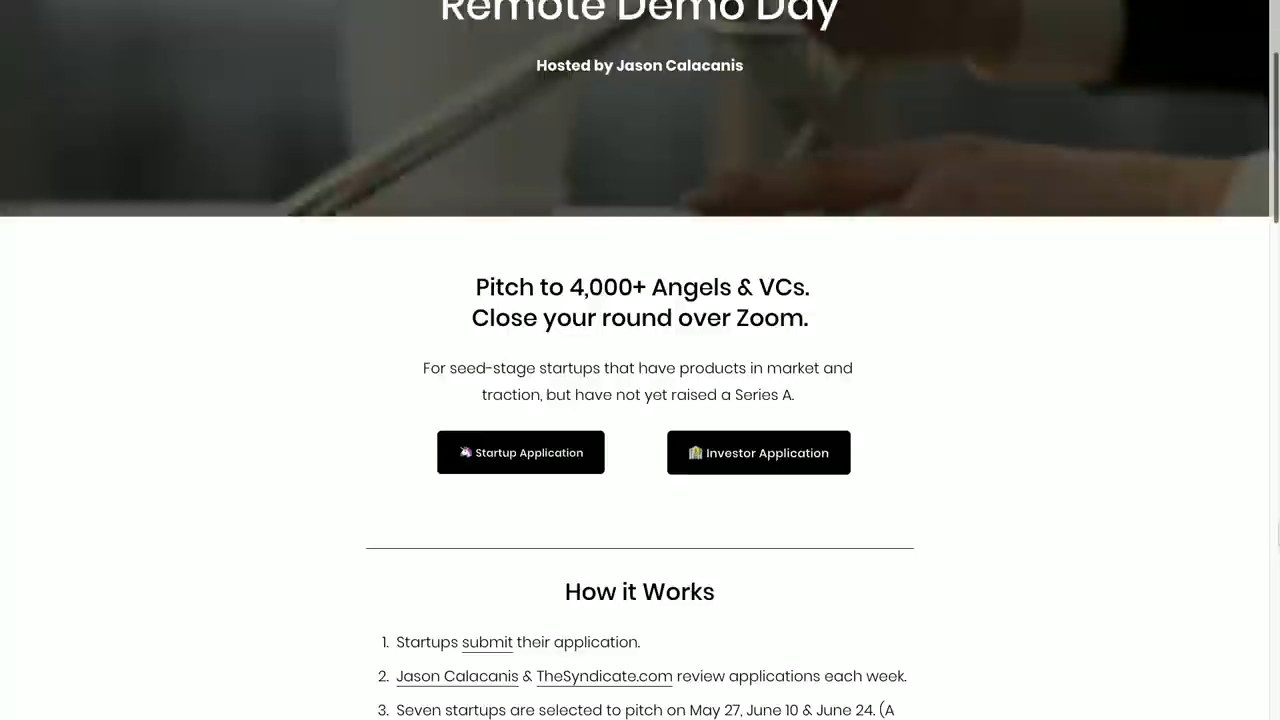 Remote Demo Day
Hosted by Jason Calacanis
Pitch to 4,000+ Angels & VCs.
Close your round over Zoom.
For seed-stage startups that have products in market and
traction, but have not yet raised a Series A.
Startup Application
Investor Application
How it Works
1. Startups submit their application.
2. Jason Calacanis & TheSyndicate.com review applications each week.
3. Seven startups are selected to pitch on May 27, June 10 & June 24. (A